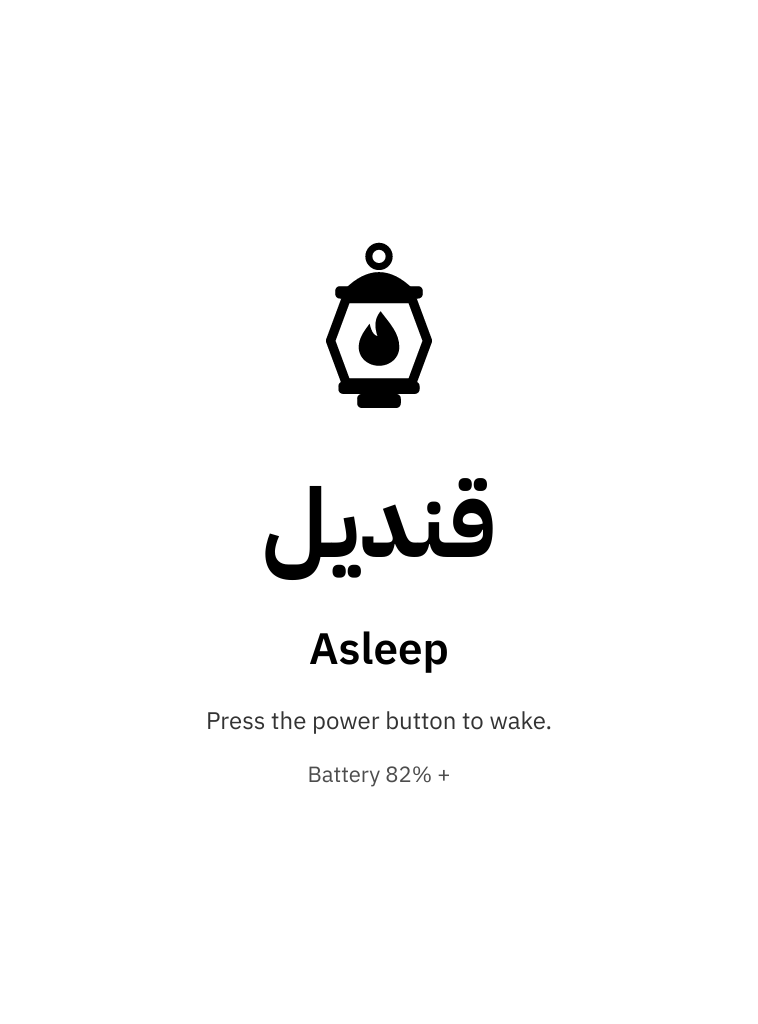 قنديل
Asleep
Press the power button to wake.
Battery 82% +